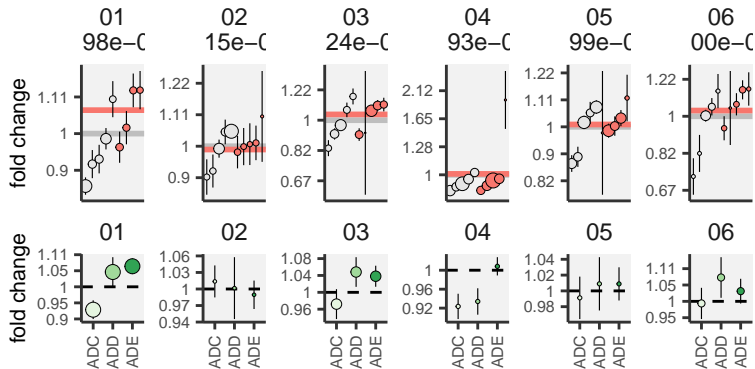 01 02 03 04 05 06
98e−0 15e−0 24e−0 93e−0 99e−0 00e−0
fold change
1.11 1 0.9
1.22 1.11 1 0.9
1.22 1 0.82 0.67
2.12 1.65 1.28 1
1.22 1.11 1 0.9 0.82
1.22 1 0.82 0.67
01 02 03 04 05 06
fold change
1.11 1.05 1 0.95 0.9
1.06 1.03 1 0.97 0.94
1.08 1.04 1 0.96
1 0.96 0.92
1.04 1 0.98
1.11 1.05 1 0.95
ADC ADD ADE ADC ADD ADE ADC ADD ADE ADC ADD ADE ADC ADD ADE ADC ADD ADE